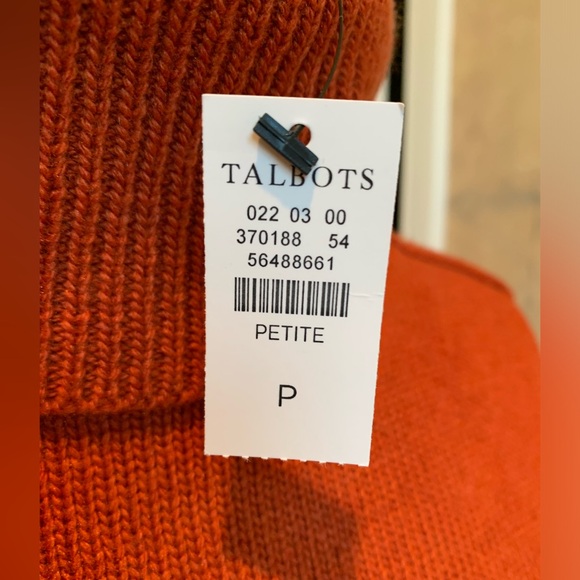 TALBOTS
022 03 00
370188 54
56488661
PETITE
P